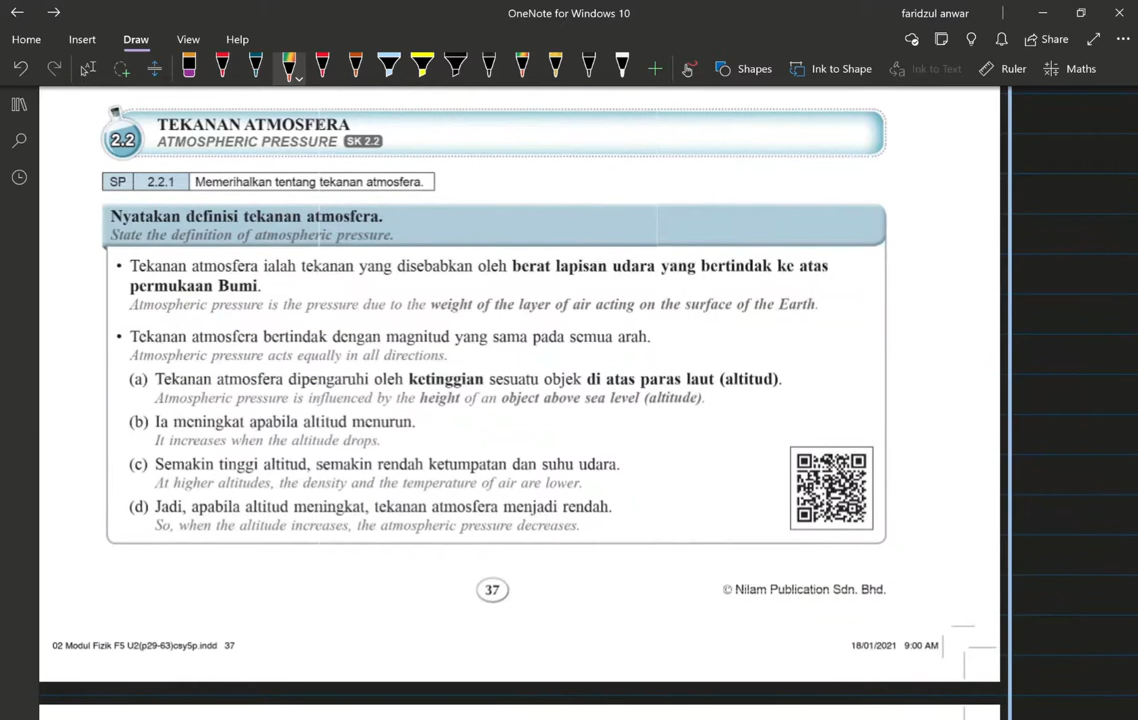 OneNote for Windows 10
faridzul anwar
Home Insert Draw View Help
Share
Shapes Ink to Shape Ink to Text Ruler Maths
2.2
TEKANAN ATMOSFERA
ATMOSPHERIC PRESSURE SK 2.2
SP 2.2.1 Memerihalkan tentang tekanan atmosfera.
Nyatakan definisi tekanan atmosfera.
State the definition of atmospheric pressure.
• Tekanan atmosfera ialah tekanan yang disebabkan oleh berat lapisan udara yang bertindak ke atas
permukaan Bumi.
Atmospheric pressure is the pressure due to the weight of the layer of air acting on the surface of the Earth.
• Tekanan atmosfera bertindak dengan magnitud yang sama pada semua arah.
Atmospheric pressure acts equally in all directions.
(a) Tekanan atmosfera dipengaruhi oleh ketinggian sesuatu objek di atas paras laut (altitud).
Atmospheric pressure is influenced by the height of an object above sea level (altitude).
(b) Ia meningkat apabila altitud menurun.
It increases when the altitude drops.
(c) Semakin tinggi altitud, semakin rendah ketumpatan dan suhu udara.
At higher altitudes, the density and the temperature of air are lower.
(d) Jadi, apabila altitud meningkat, tekanan atmosfera menjadi rendah.
So, when the altitude increases, the atmospheric pressure decreases.
37
© Nilam Publication Sdn. Bhd.
02 Modul Fizik F5 U2(p29-63)csy5p.indd 37
18/01/2021 9:00 AM